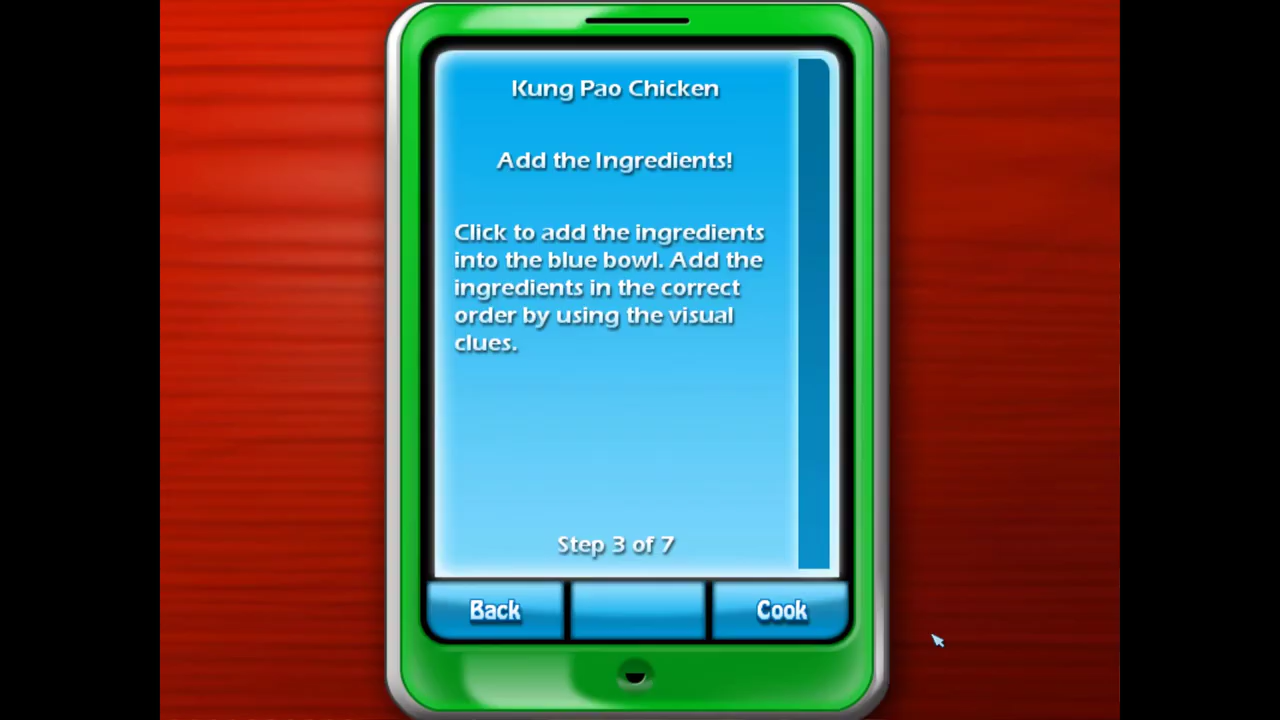 Kung Pao Chicken
Add the Ingredients!
Click to add the ingredients
into the blue bowl. Add the
ingredients in the correct
order by using the visual
clues.
Step 3 of 7
Back
Cook